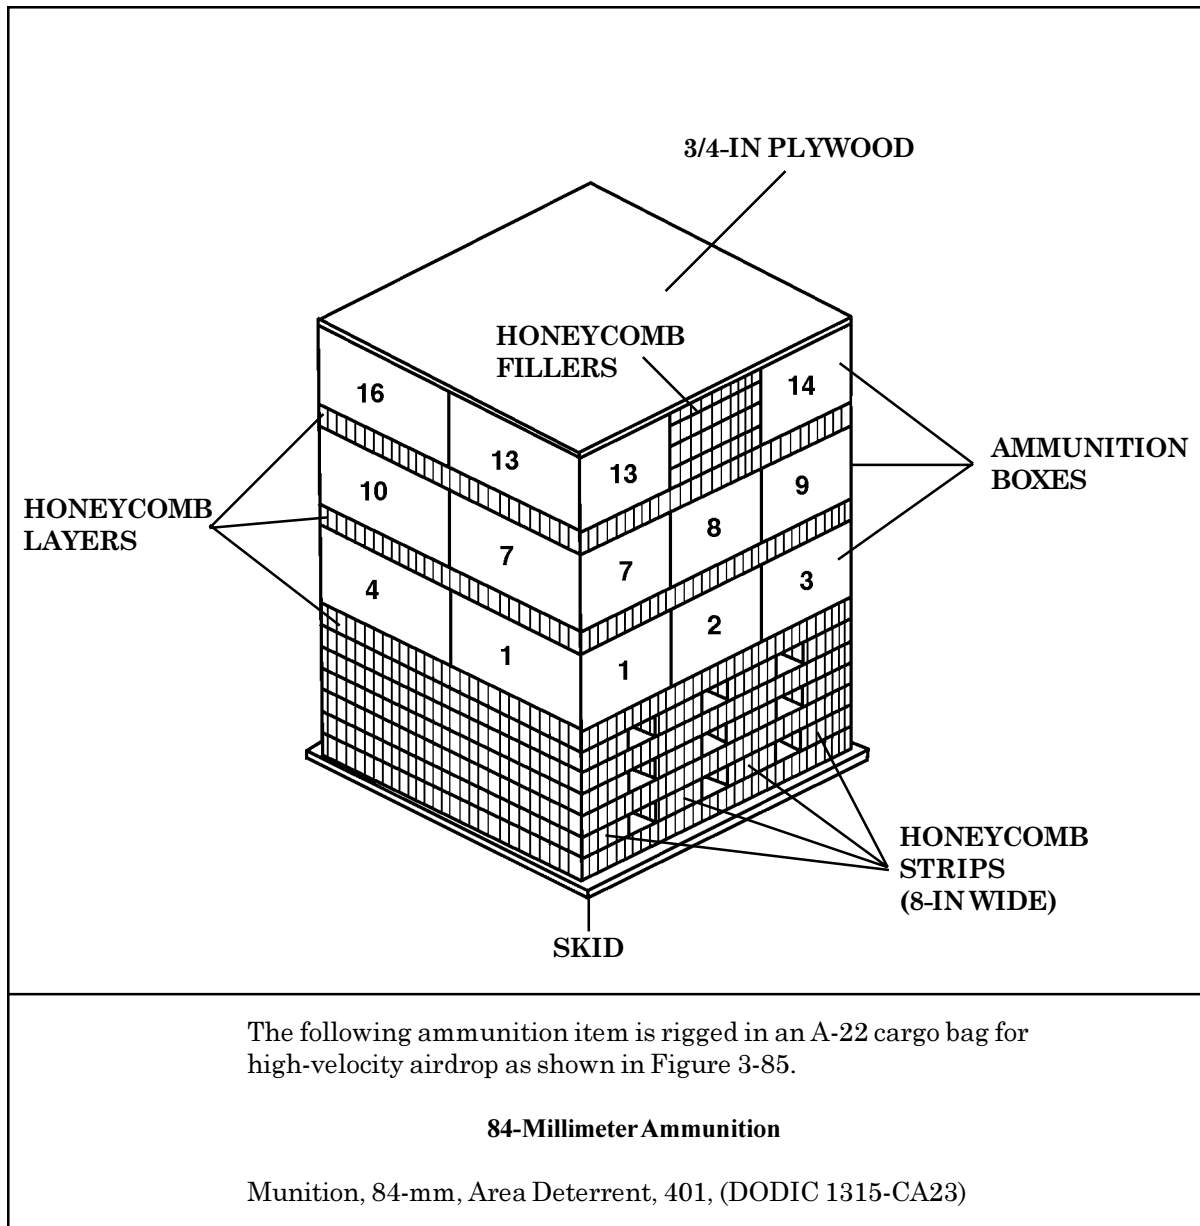 3/4-IN PLYWOOD
HONEYCOMB
FILLERS
16
14
13
13
HONEYCOMB
LAYERS
AMMUNITION
BOXES
10
9
8
7
7
4
3
2
1
1
HONEYCOMB
STRIPS
(8-IN WIDE)
SKID
The following ammunition item is rigged in an A-22 cargo bag for
high-velocity airdrop as shown in Figure 3-85.
84-Millimeter Ammunition
Munition, 84-mm, Area Deterrent, 401, (DODIC 1315-CA23)